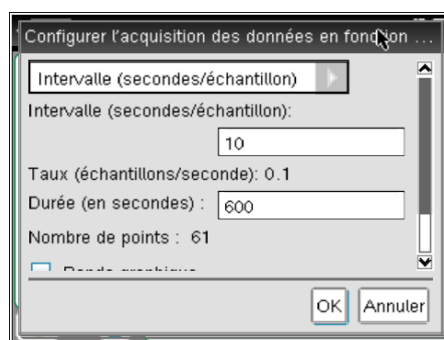 Configurer l'acquisition des données en fonction ...
Intervalle (secondes/échantillon)
Intervalle (secondes/échantillon):
10
Taux (échantillons/seconde): 0.1
Durée (en secondes) : 600
Nombre de points : 61
OK Annuler